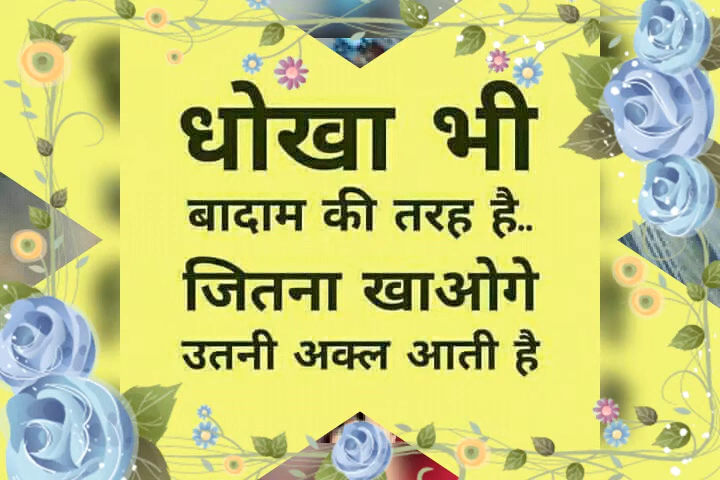 धोखा भी
बादाम की तरह है..
जितना खाओगे
उतनी अक्ल आती है